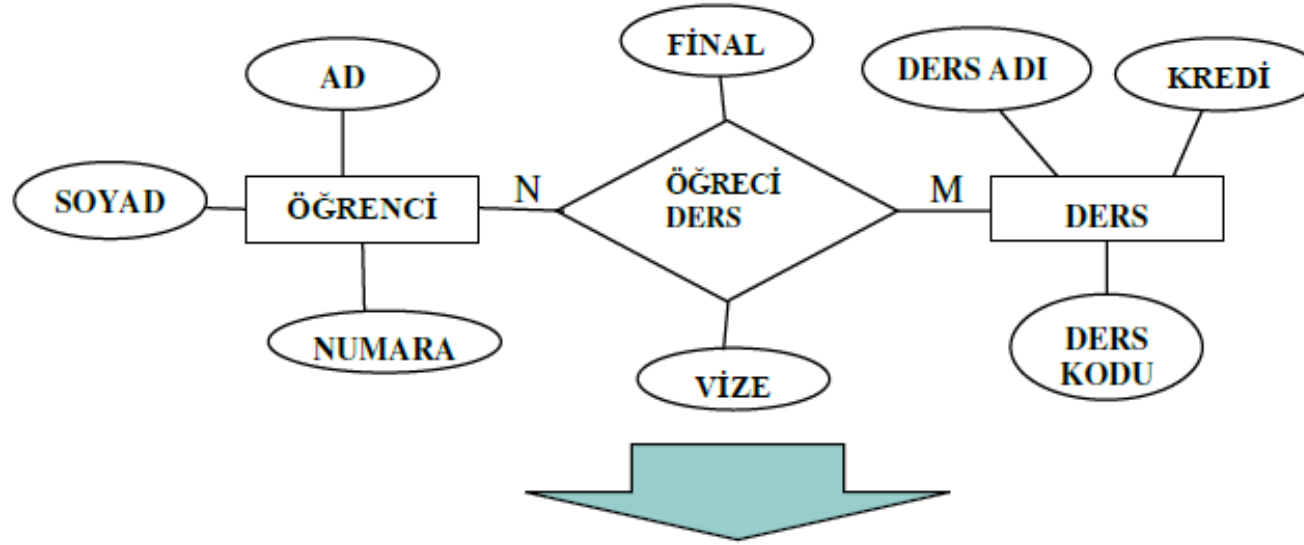 FİNAL
DERS ADI
KREDİ
AD
SOYAD
ÖĞRENCİ
N
ÖĞRECİ
DERS
M
DERS
NUMARA
VİZE
DERS
KODU